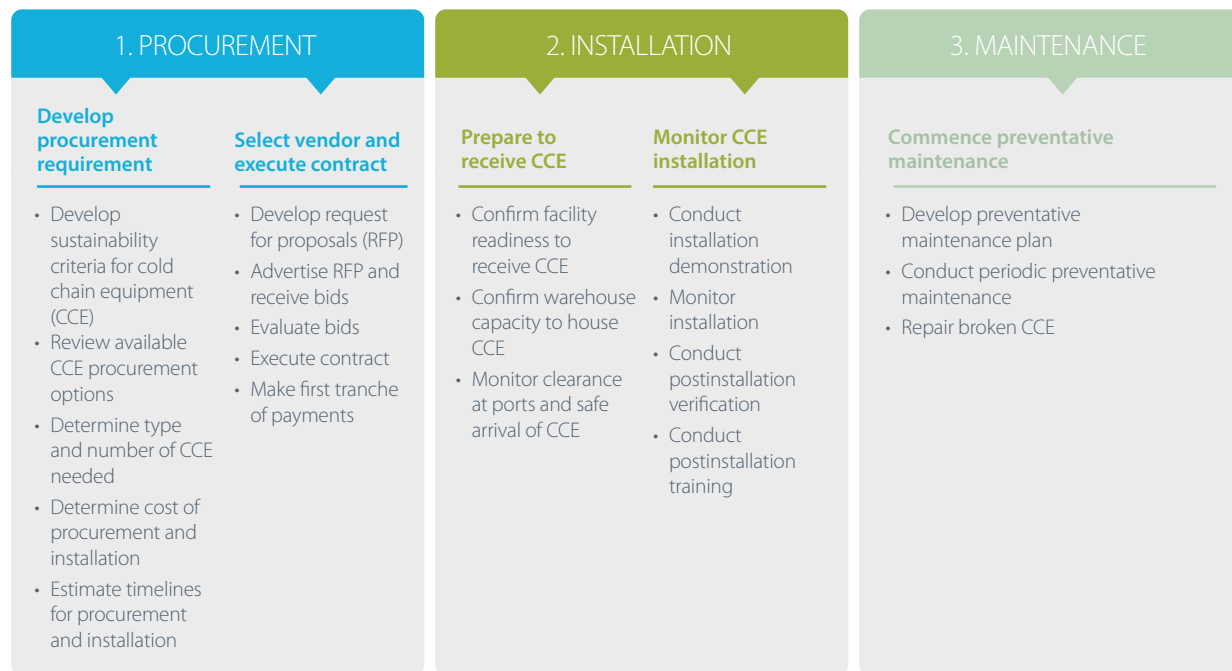 1. PROCUREMENT
Develop
procurement
requirement
• Develop
sustainability
criteria for cold
chain equipment
(CCE)
• Review available
CCE procurement
options
• Determine type
and number of CCE
needed
• Determine cost of
procurement and
installation
• Estimate timelines
for procurement
and installation
Select vendor and
execute contract
• Develop request
for proposals (RFP)
• Advertise RFP and
receive bids
• Evaluate bids
• Execute contract
• Make first tranche
of payments
2. INSTALLATION
Prepare to
receive CCE
• Confirm facility
readiness to
receive CCE
• Confirm warehouse
capacity to house
CCE
• Monitor clearance
at ports and safe
arrival of CCE
Monitor CCE
installation
• Conduct
installation
demonstration
• Monitor
installation
• Conduct
postinstallation
verification
• Conduct
postinstallation
training
3. MAINTENANCE
Commence preventative
maintenance
• Develop preventative
maintenance plan
• Conduct periodic preventative
maintenance
• Repair broken CCE